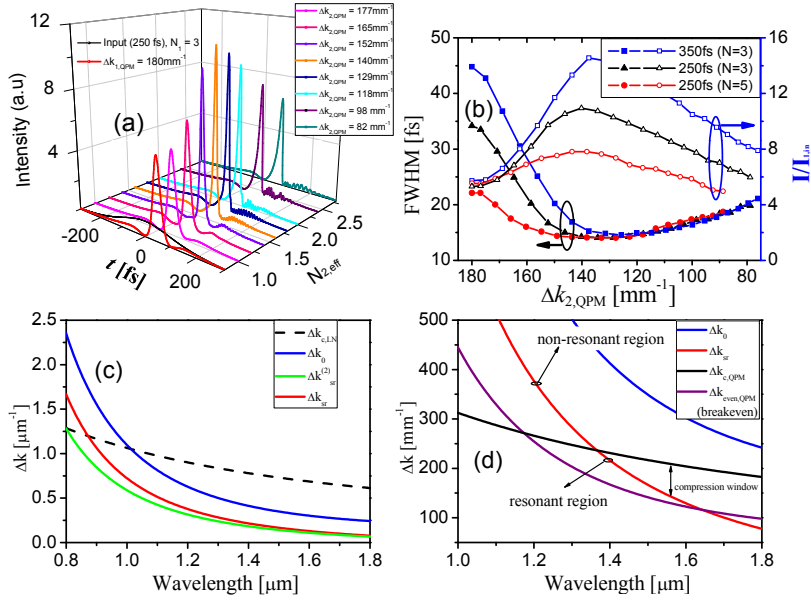 (a)
Input (250 fs), N1 = 3
Δk1,QPM = 180mm-1
Δk2,QPM = 177mm-1
Δk2,QPM = 165mm-1
Δk2,QPM = 152mm-1
Δk2,QPM = 140mm-1
Δk2,QPM = 129mm-1
Δk2,QPM = 118mm-1
Δk2,QPM = 98 mm-1
Δk2,QPM = 82 mm-1
Intensity (a.u)
12
8
4
-200
0
200
t [fs]
1.0
1.5
2.0
2.5
N2,eff
(b)
350fs (N=3)
250fs (N=3)
250fs (N=5)
FWHM [fs]
50
40
30
20
10
180
160
140
120
100
80
Δk2,QPM [mm-1]
16
12
8
4
0
I/I1,in
(c)
Δkc,LN
Δk0
Δk(2)sr
Δksr
Δk [μm-1]
2.5
2.0
1.5
1.0
0.5
0.0
0.8
1.0
1.2
1.4
1.6
1.8
Wavelength [μm]
(d)
non-resonant region
resonant region
compression window
Δk0
Δksr
Δkc,QPM
Δkeven,QPM
(breakeven)
Δk [mm-1]
500
400
300
200
100
1.0
1.2
1.4
1.6
1.8
Wavelength [μm]